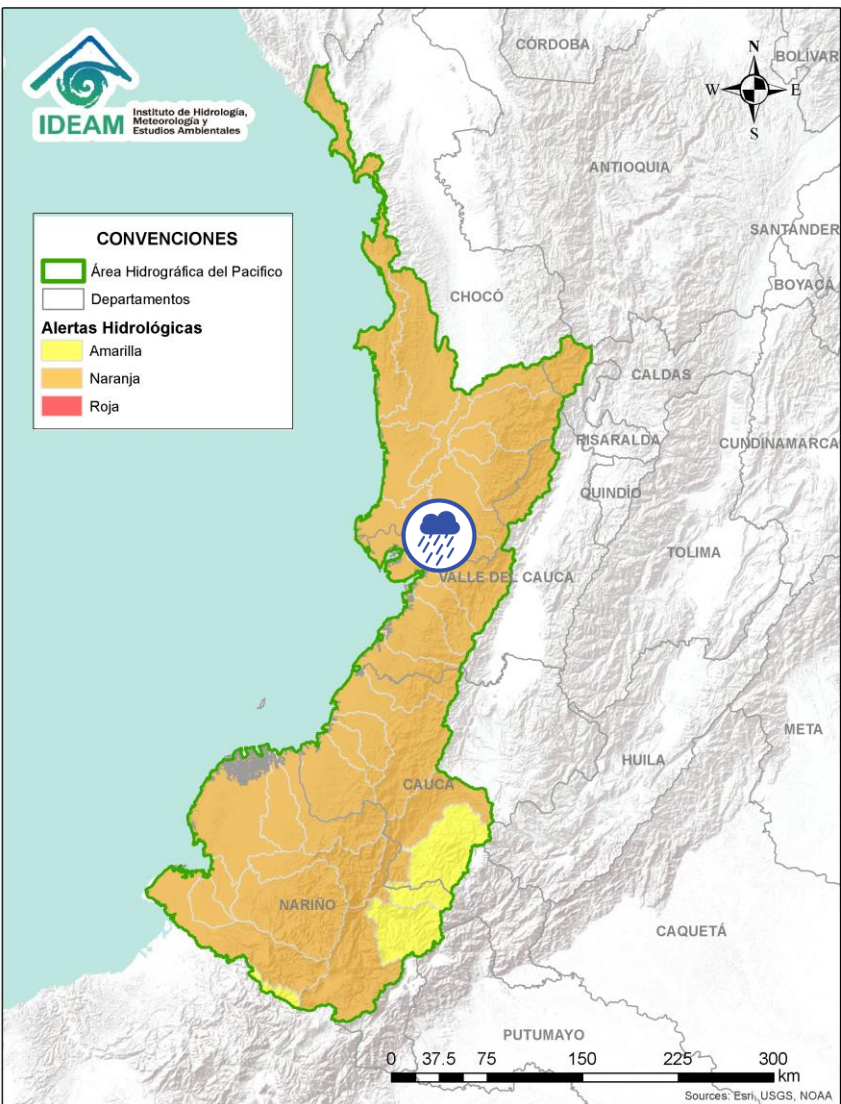 IDEAM
Instituto de Hidrología,
Meteorología y
Estudios Ambientales
CONVENCIONES
Área Hidrográfica del Pacifico
Departamentos
Alertas Hidrológicas
Amarilla
Naranja
Roja
N
W
E
S
CÓRDOBA
BOLÍVAR
ANTIOQUIA
SANTANDER
BOYACÁ
CHOCÓ
CALDAS
RISARALDA
CUNDINAMARCA
QUINDÍO
TOLIMA
VALLE DEL CAUCA
META
HUILA
CAUCA
NARIÑO
CAQUETÁ
PUTUMAYO
0 37.5 75 150 225 300
km
Sources: Esri, USGS, NOAA